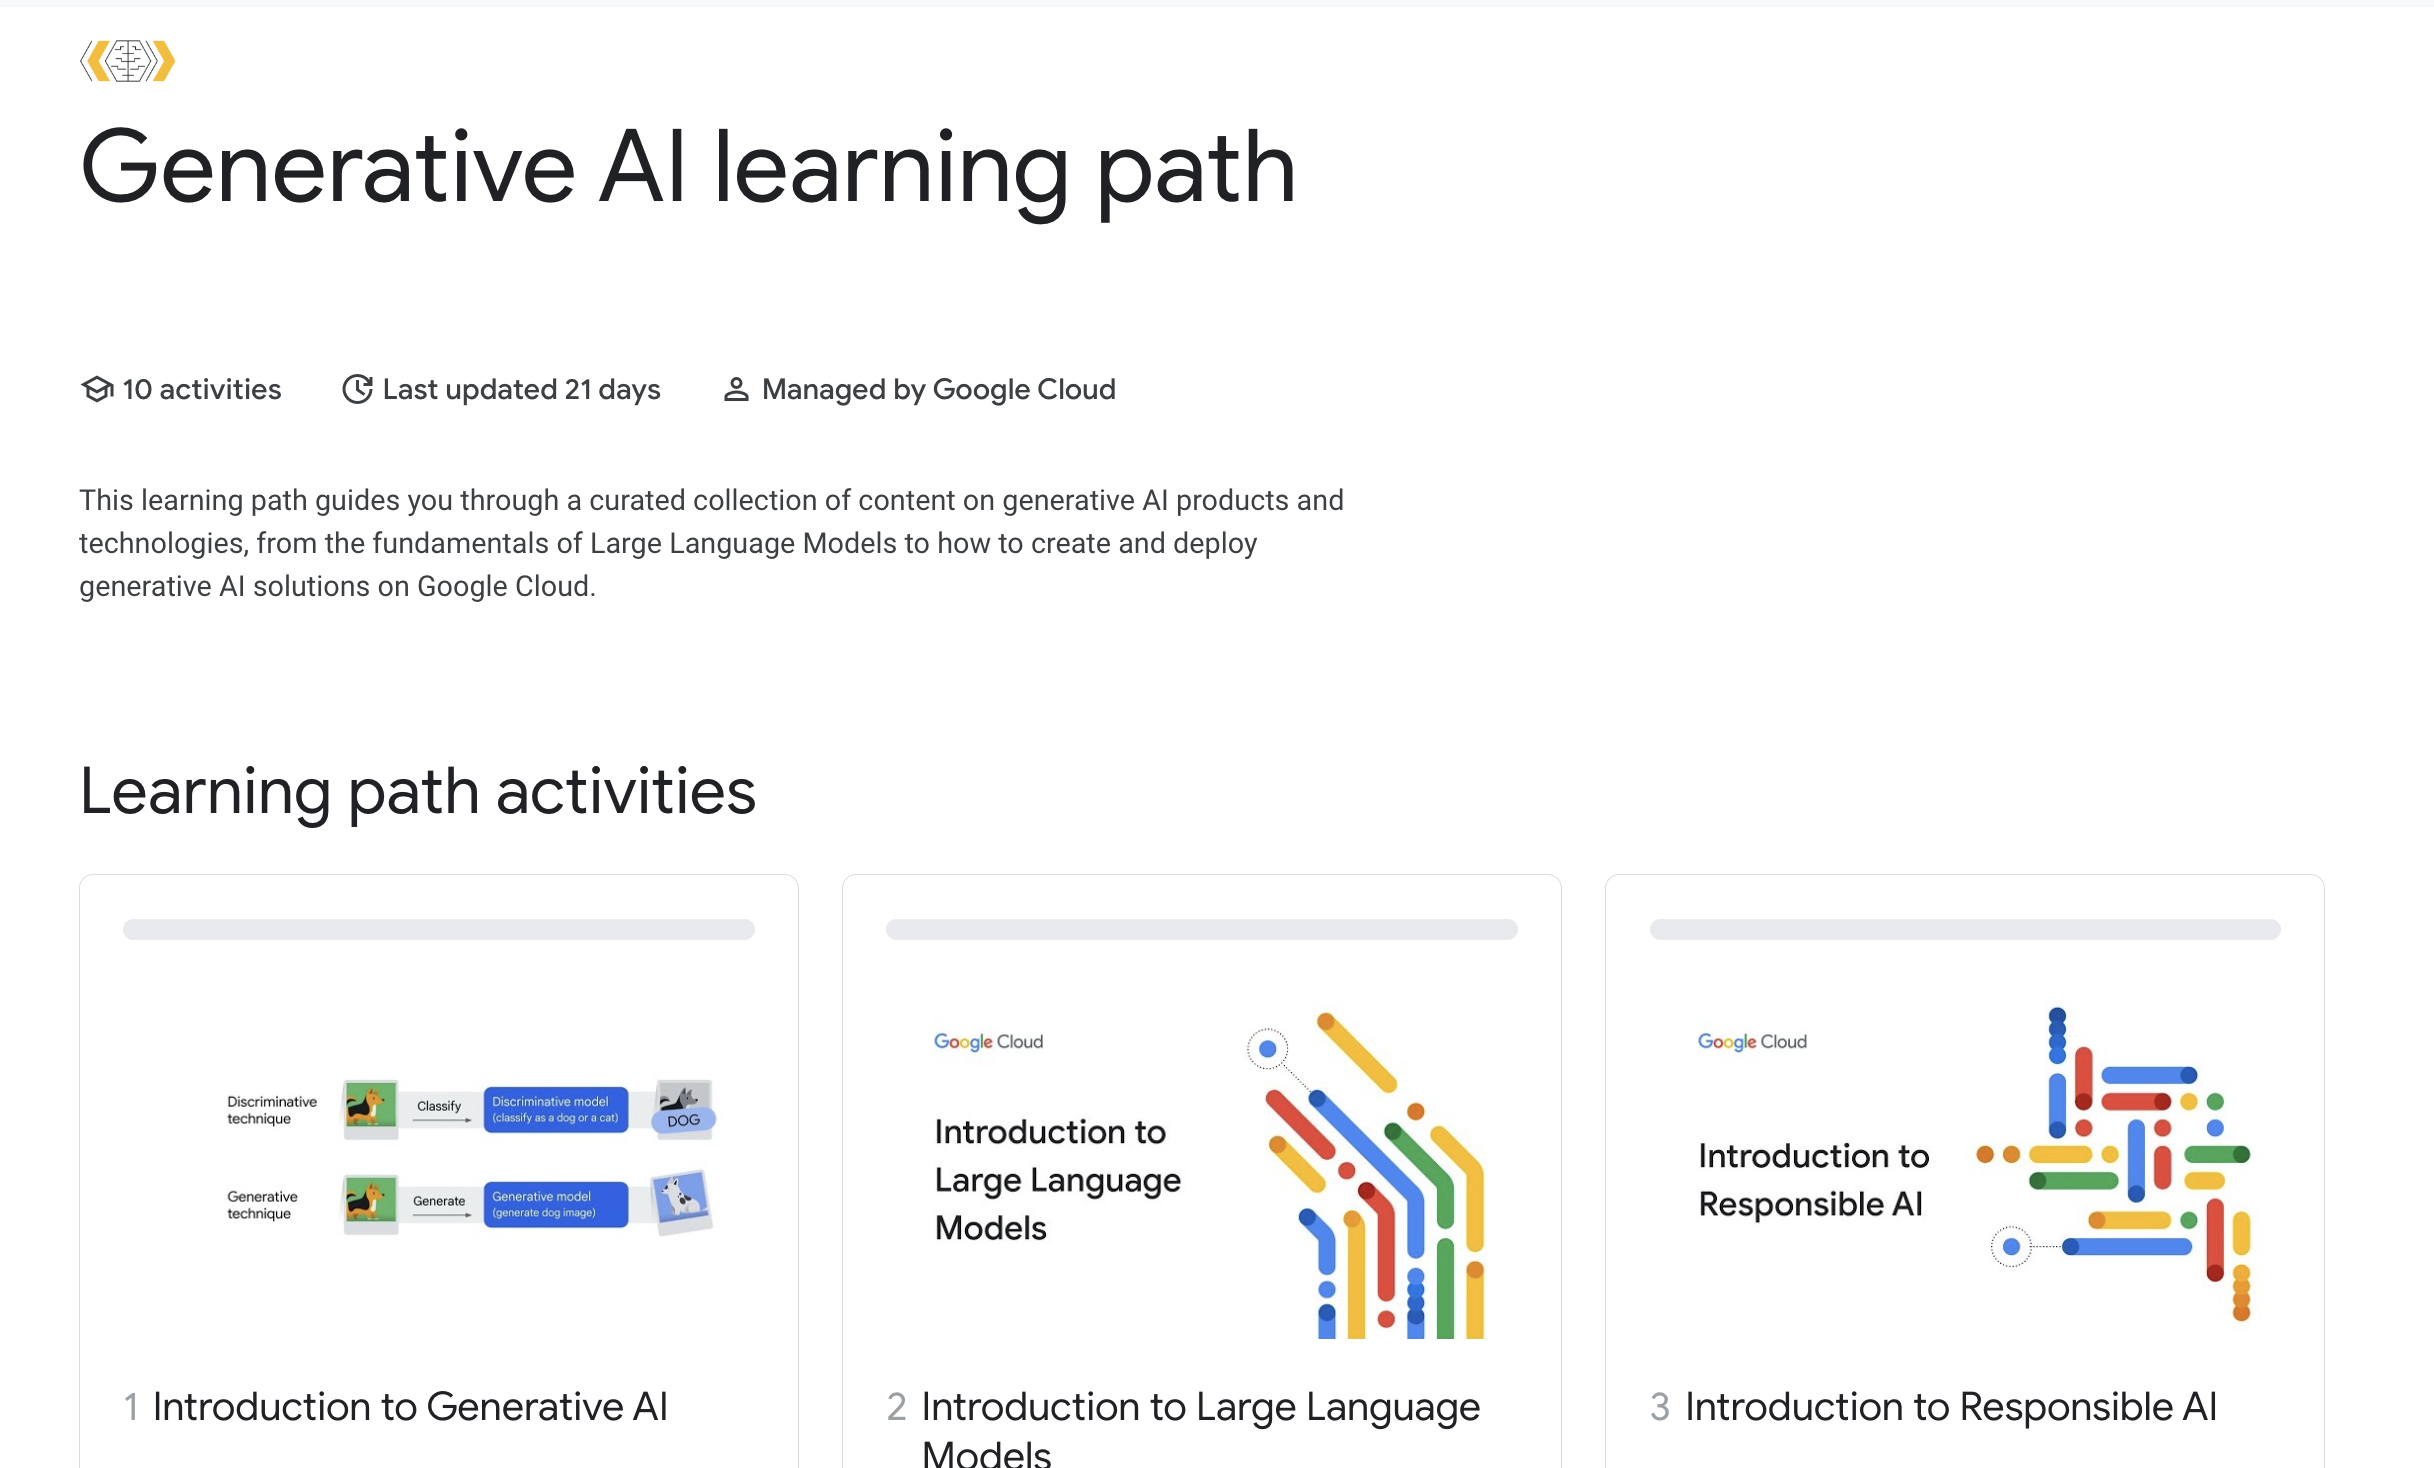 Generative AI learning path
10 activities
Last updated 21 days
Managed by Google Cloud
This learning path guides you through a curated collection of content on generative AI products and
technologies, from the fundamentals of Large Language Models to how to create and deploy
generative AI solutions on Google Cloud.
Learning path activities
Discriminative
technique
Classify
Discriminative model
(classify as a dog or a cat)
DOG
Generative
technique
Generate
Generative model
(generate dog image)
1 Introduction to Generative AI
Google Cloud
Introduction to
Large Language
Models
2 Introduction to Large Language
Models
Google Cloud
Introduction to
Responsible AI
3 Introduction to Responsible AI